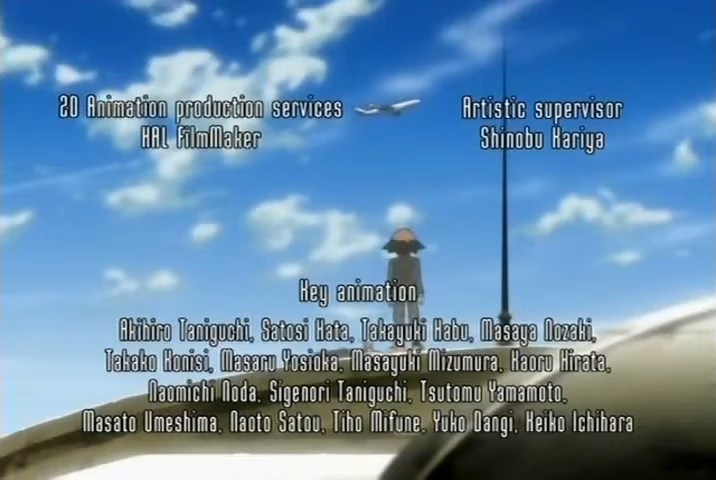 2D Animation production services
HAL FilmMaker
Artistic supervisor
Shinobu Kariya
Key animation
Akihiro Taniguchi, Satosi Hata, Takayuki Habu, Masaya Nozaki,
Takako Konisi, Masaru Yosioka, Masayuki Mizumura, Kaoru Hirata,
Naomichi Noda, Sigenori Taniguchi, Tsutomu Yamamoto,
Masato Umeshima, Naoto Satou, Tiho Mifune, Yuko Dangi, Keiko Ichihara